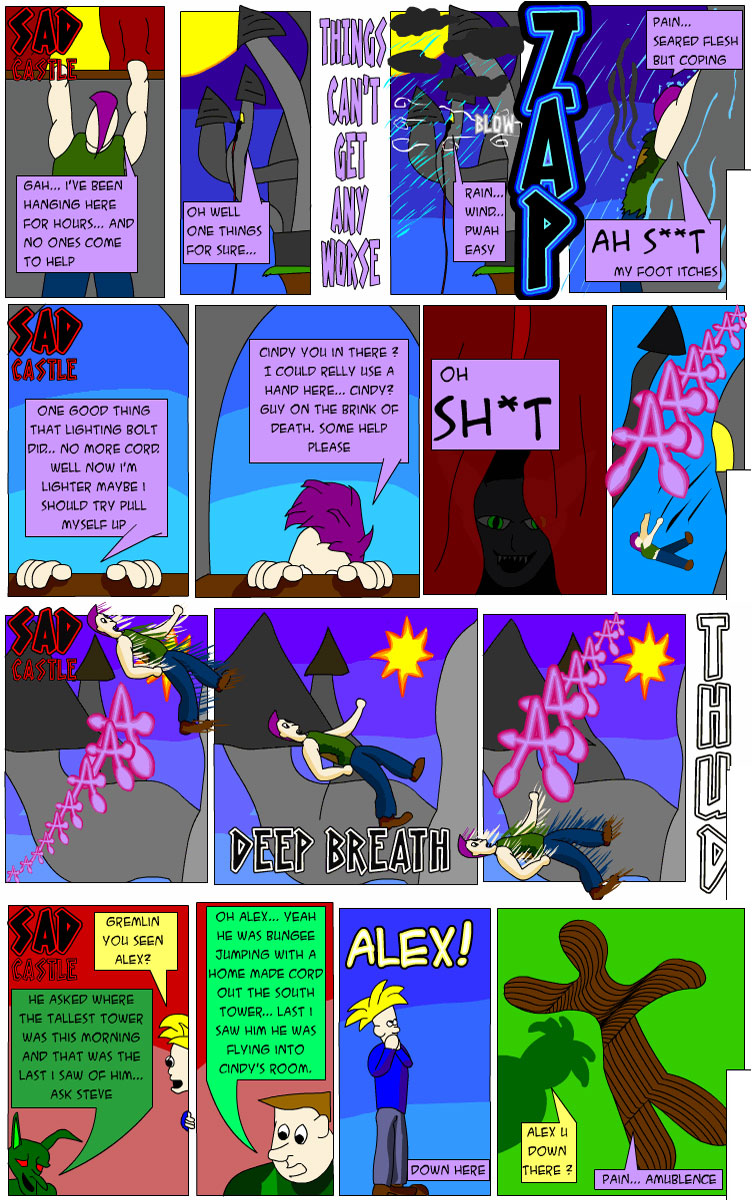 SAD
CASTLE
GAH... I'VE BEEN
HANGING HERE
FOR HOURS... AND
NO ONES COME
TO HELP
OH WELL
ONE THINGS
FOR SURE...
THINGS
CAN'T
GET
ANY
WORSE
BLOW
RAIN...
WIND..
PWAH
EASY
ZAP
PAIN...
SEARED FLESH
BUT COPING
AH S**T
MY FOOT ITCHES
SAD
CASTLE
ONE GOOD THING
THAT LIGHTING BOLT
DID... NO MORE CORD.
WELL NOW I'M
LIGHTER MAYBE I
SHOULD TRY PULL
MYSELF UP
CINDY YOU IN THERE ?
I COULD RELLY USE A
HAND HERE... CINDY?
GUY ON THE BRINK OF
DEATH. SOME HELP
PLEASE
OH
SH*T
AAAAAAA
SAD
CASTLE
AAAAAAAA
DEEP BREATH
AAAAAAAA
THUD
SAD
CASTLE
GREMLIN
YOU SEEN
ALEX?
HE ASKED WHERE
THE TALLEST TOWER
WAS THIS MORNING
AND THAT WAS THE
LAST I SAW OF HIM...
ASK STEVE
OH ALEX... YEAH
HE WAS BUNGEE
JUMPING WITH A
HOME MADE CORD
OUT THE SOUTH
TOWER... LAST I
SAW HIM HE WAS
FLYING INTO
CINDY'S ROOM.
ALEX!
DOWN HERE
ALEX U
DOWN
THERE ?
PAIN... AMUBLENCE